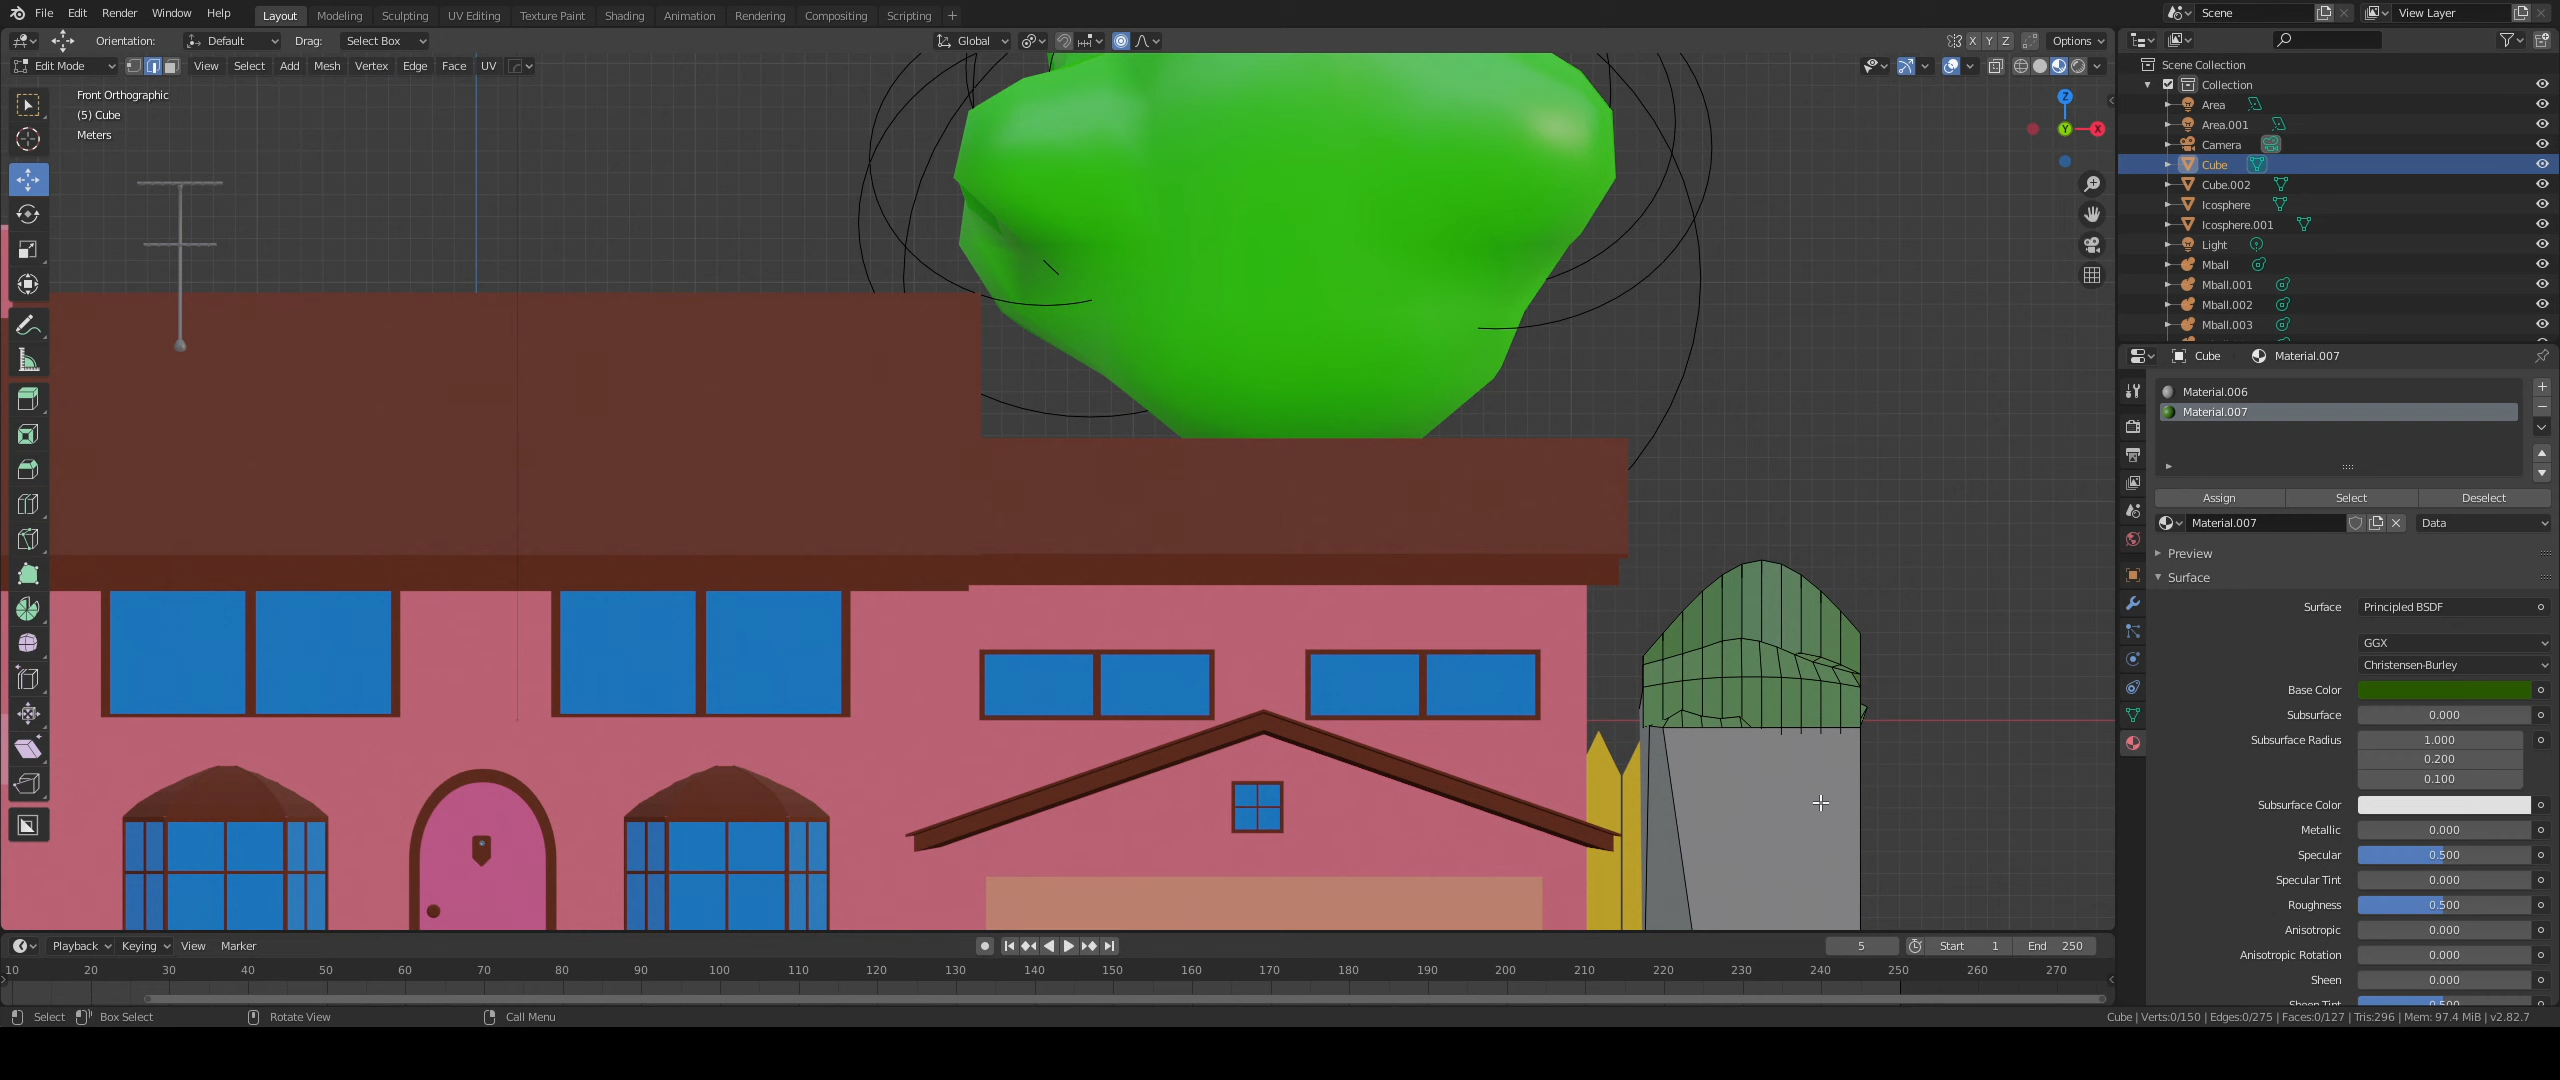 File Edit Render Window Help Layout Modeling Sculpting UV Editing Texture Paint Shading Animation Rendering Compositing Scripting + Scene View Layer
Orientation: Default Drag: Select Box Global X Y Z Options
Edit Mode View Select Add Mesh Vertex Edge Face UV
Front Orthographic
(5) Cube
Meters
Z
Y
X
Scene Collection
Collection
Area
Area.001
Camera
Cube
Cube.002
Icosphere
Icosphere.001
Light
Mball
Mball.001
Mball.002
Mball.003
Cube Material.007
Material.006
Material.007
Assign Select Deselect
Material.007 Data
Preview
Surface
Surface Principled BSDF
GGX
Christensen-Burley
Base Color
Subsurface 0.000
Subsurface Radius 1.000
0.200
0.100
Subsurface Color
Metallic 0.000
Specular 0.500
Specular Tint 0.000
Roughness 0.500
Anisotropic 0.000
Anisotropic Rotation 0.000
Sheen 0.000
Sheen Tint 0.500
Playback Keying View Marker 5 Start 1 End 250
10 20 30 40 50 60 70 80 90 100 110 120 130 140 150 160 170 180 190 200 210 220 230 240 250 260 270
Select Box Select Rotate View Call Menu Cube | Verts:0/150 | Edges:0/275 | Faces:0/127 | Tris:296 | Mem: 97.4 MiB | v2.82.7